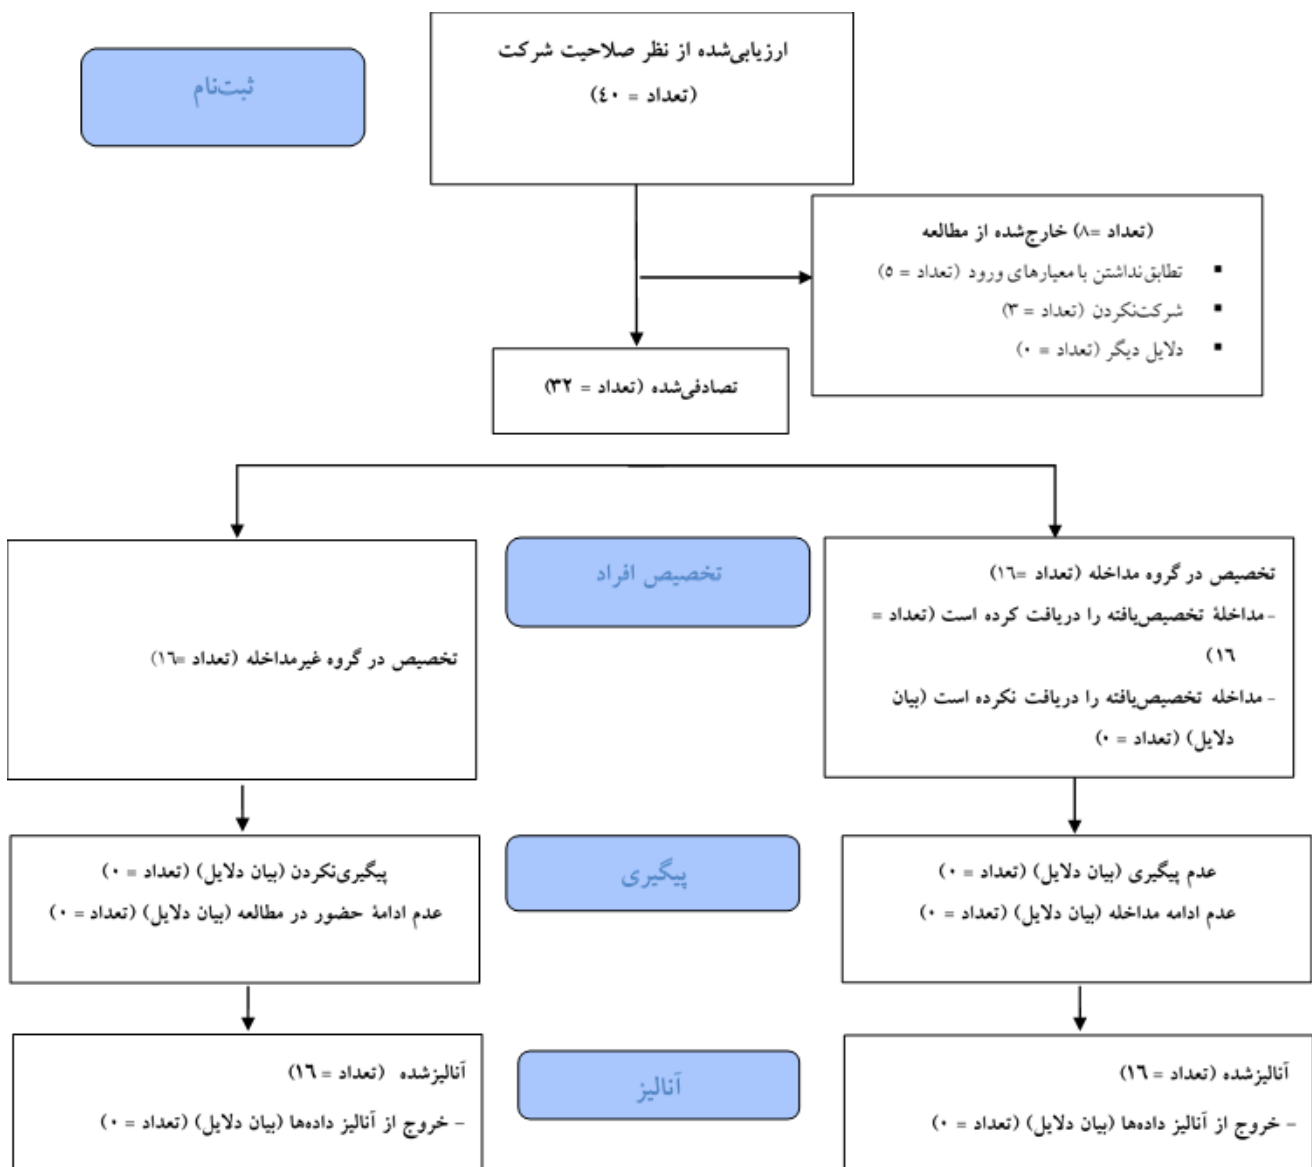 ثبت‌نام
ارزیابی‌شده از نظر صلاحیت شرکت
(تعداد = ٤٠)
(تعداد =٨) خارج‌شده از مطالعه
▪ تطابق‌نداشتن با معیارهای ورود (تعداد = ٥)
▪ شرکت‌نکردن (تعداد = ٣)
▪ دلایل دیگر (تعداد = ٠)
تصادفی‌شده (تعداد = ٣٢)
تخصیص افراد
تخصیص در گروه مداخله (تعداد =١٦)
- مداخلهٔ تخصیص‌یافته را دریافت کرده است (تعداد =
١٦)
- مداخله تخصیص‌یافته را دریافت نکرده است (بیان
دلایل) (تعداد = ٠)
تخصیص در گروه غیرمداخله (تعداد =١٦)
پیگیری
عدم پیگیری (بیان دلایل) (تعداد = ٠)
عدم ادامه مداخله (بیان دلایل) (تعداد = ٠)
پیگیری‌نکردن (بیان دلایل) (تعداد = ٠)
عدم ادامهٔ حضور در مطالعه (بیان دلایل) (تعداد = ٠)
آنالیز
آنالیزشده (تعداد = ١٦)
- خروج از آنالیز داده‌ها (بیان دلایل) (تعداد = ٠)
آنالیزشده (تعداد = ١٦)
- خروج از آنالیز داده‌ها (بیان دلایل) (تعداد = ٠)